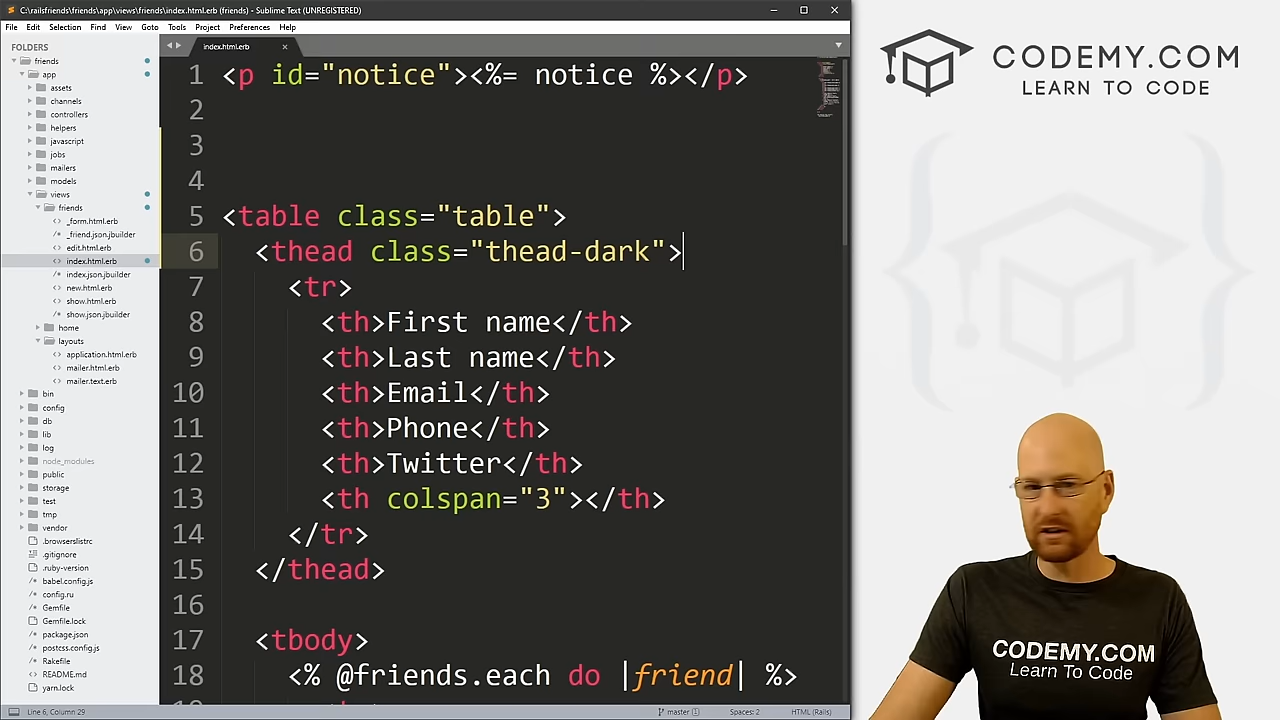 C:\railsfriends\friends\app\views\friends\index.html.erb (friends) - Sublime Text (UNREGISTERED)
File Edit Selection Find View Goto Tools Project Preferences Help
FOLDERS
friends
app
assets
channels
controllers
helpers
javascript
jobs
mailers
models
views
friends
_form.html.erb
_friend.json.jbuilder
edit.html.erb
index.html.erb
index.json.jbuilder
new.html.erb
show.html.erb
show.json.jbuilder
home
layouts
application.html.erb
mailer.html.erb
mailer.text.erb
bin
config
db
lib
log
node_modules
public
storage
test
tmp
vendor
.browserslistrc
.gitignore
.ruby-version
babel.config.js
config.ru
Gemfile
Gemfile.lock
package.json
postcss.config.js
Rakefile
README.md
yarn.lock
index.html.erb
1 <p id="notice"><%= notice %></p>
2
3
4
5 <table class="table">
6 <thead class="thead-dark">
7 <tr>
8 <th>First name</th>
9 <th>Last name</th>
10 <th>Email</th>
11 <th>Phone</th>
12 <th>Twitter</th>
13 <th colspan="3"></th>
14 </tr>
15 </thead>
16
17 <tbody>
18 <% @friends.each do |friend| %>
Line 6, Column 29
master 1
Spaces: 2
HTML (Rails)
CODEMY.COM
LEARN TO CODE
CODEMY.COM
Learn To Code